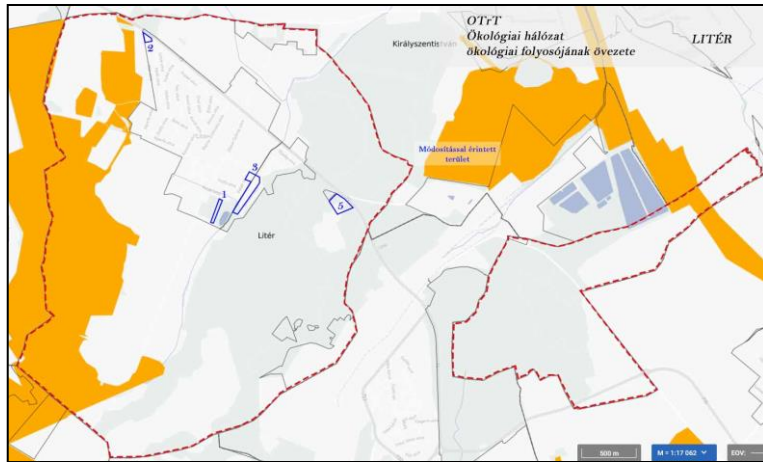 OTrT
Ökológiai hálózat
ökológiai folyosójának övezete
LITÉR
Királyszentistván
Módosítással érintett
terület
2
3
1
5
Litér
500 m
M = 1:17 062
EOV: